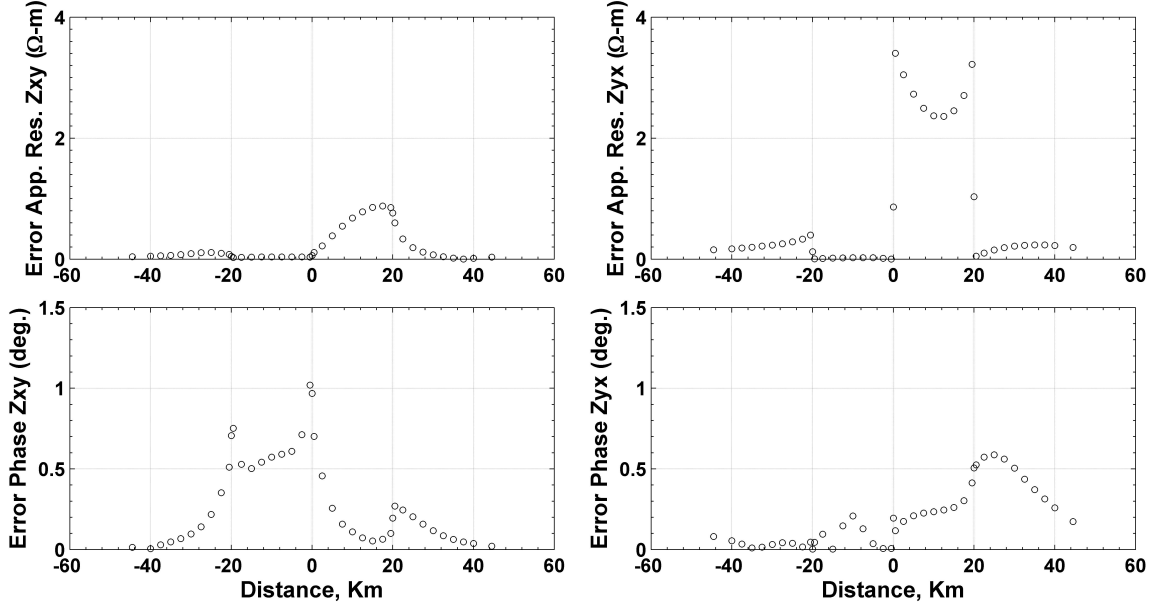 Error App. Res. Zxy (Ω-m)
4
2
0
-60 -40 -20 0 20 40 60
Error App. Res. Zyx (Ω-m)
4
2
0
-60 -40 -20 0 20 40 60
Error Phase Zxy (deg.)
1.5
1
0.5
0
-60 -40 -20 0 20 40 60
Distance, Km
Error Phase Zyx (deg.)
1.5
1
0.5
0
-60 -40 -20 0 20 40 60
Distance, Km